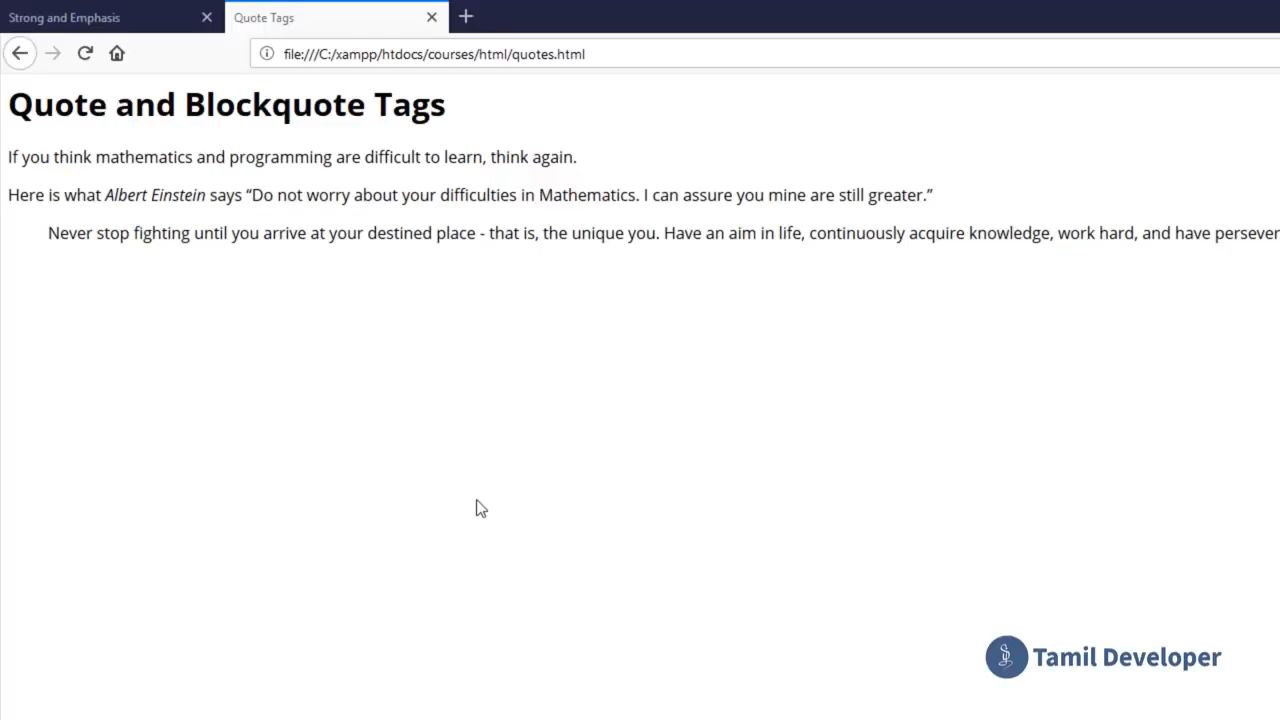 Strong and Emphasis
Quote Tags
file:///C:/xampp/htdocs/courses/html/quotes.html
Quote and Blockquote Tags
If you think mathematics and programming are difficult to learn, think again.
Here is what Albert Einstein says “Do not worry about your difficulties in Mathematics. I can assure you mine are still greater.”
Never stop fighting until you arrive at your destined place - that is, the unique you. Have an aim in life, continuously acquire knowledge, work hard, and have persever
Tamil Developer